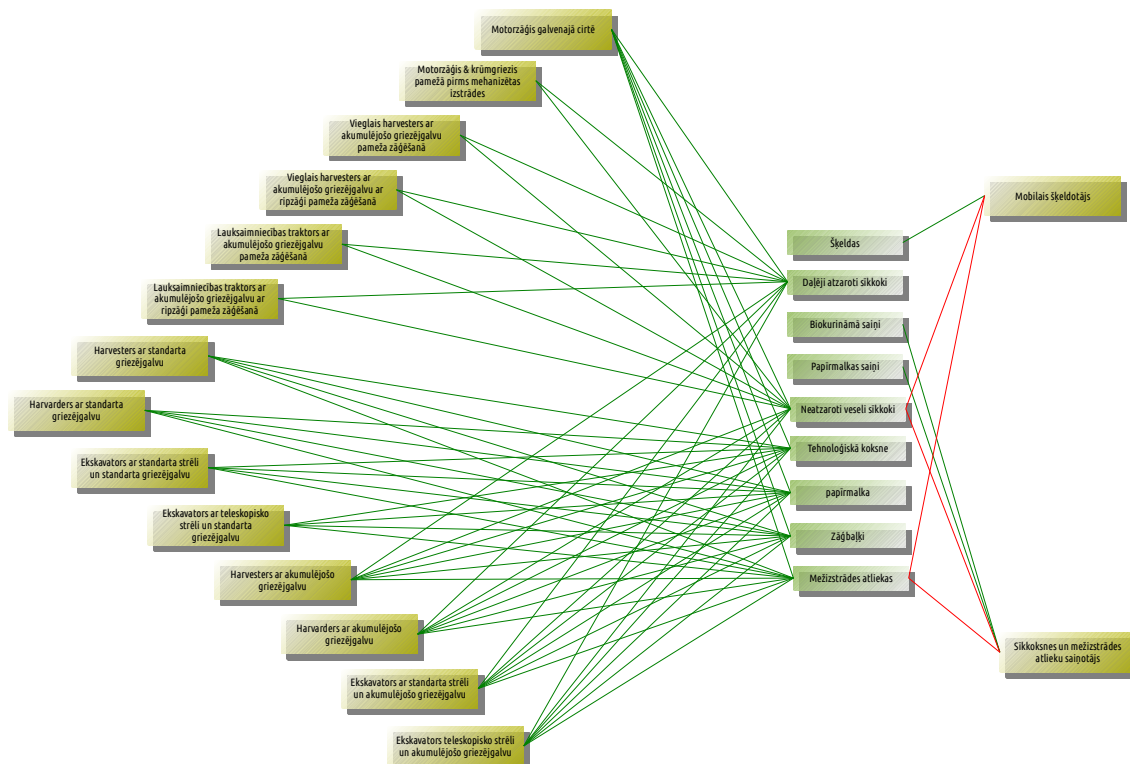 Motorzāģis galvenajā cirtē
Motorzāģis & krūmgriezis
pamežā pirms mehanizētas
izstrādes
Vieglais harvesters ar
akumulējošo griezējgalvu
pameža zāģēšanā
Vieglais harvesters ar
akumulējošo griezējgalvu ar
ripzāģi pameža zāģēšanā
Lauksaimniecības traktors ar
akumulējošo griezējgalvu
pameža zāģēšanā
Lauksaimniecības traktors ar
akumulējošo griezējgalvu ar
ripzāģi pameža zāģēšanā
Harvesters ar standarta
griezējgalvu
Harvarders ar standarta
griezējgalvu
Ekskavators ar standarta strēli
un standarta griezējgalvu
Ekskavators ar teleskopisko
strēli un standarta
griezējgalvu
Harvesters ar akumulējošo
griezējgalvu
Harvarders ar akumulējošo
griezējgalvu
Ekskavators ar standarta strēli
un akumulējošo griezējgalvu
Ekskavators teleskopisko strēli
un akumulējošo griezējgalvu
Šķeldas
Daļēji atzaroti sīkkoki
Biokurināmā saiņi
Papīrmalkas saiņi
Neatzaroti veseli sīkkoki
Tehnoloģiskā koksne
papīrmalka
Zāģbaļķi
Mežizstrādes atliekas
Mobilais šķeldotājs
Sīkkoksnes un mežizstrādes
atlieku saiņotājs